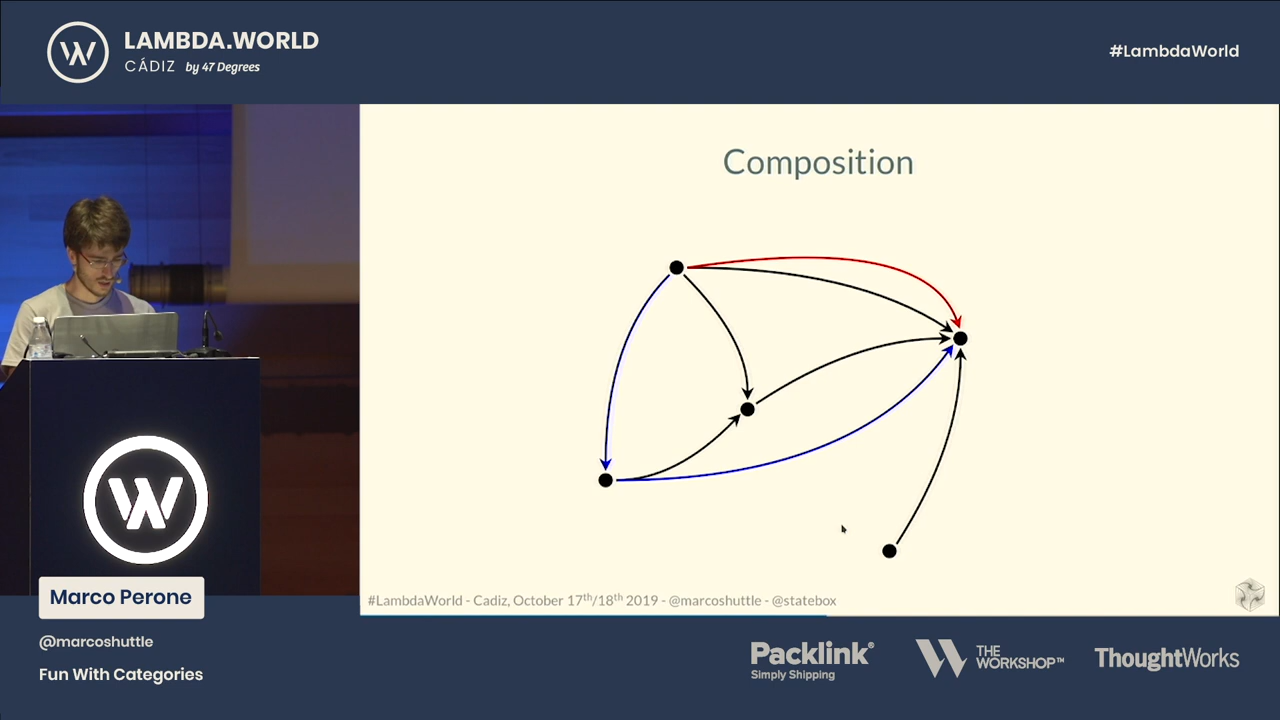 LAMBDA.WORLD
CÁDIZ by 47 Degrees
#LambdaWorld
Composition
#LambdaWorld - Cadiz, October 17th/18th 2019 - @marcoshuttle - @statebox
Marco Perone
@marcoshuttle
Fun With Categories
Packlink®
Simply Shipping
THE
WORKSHOP™
ThoughtWorks